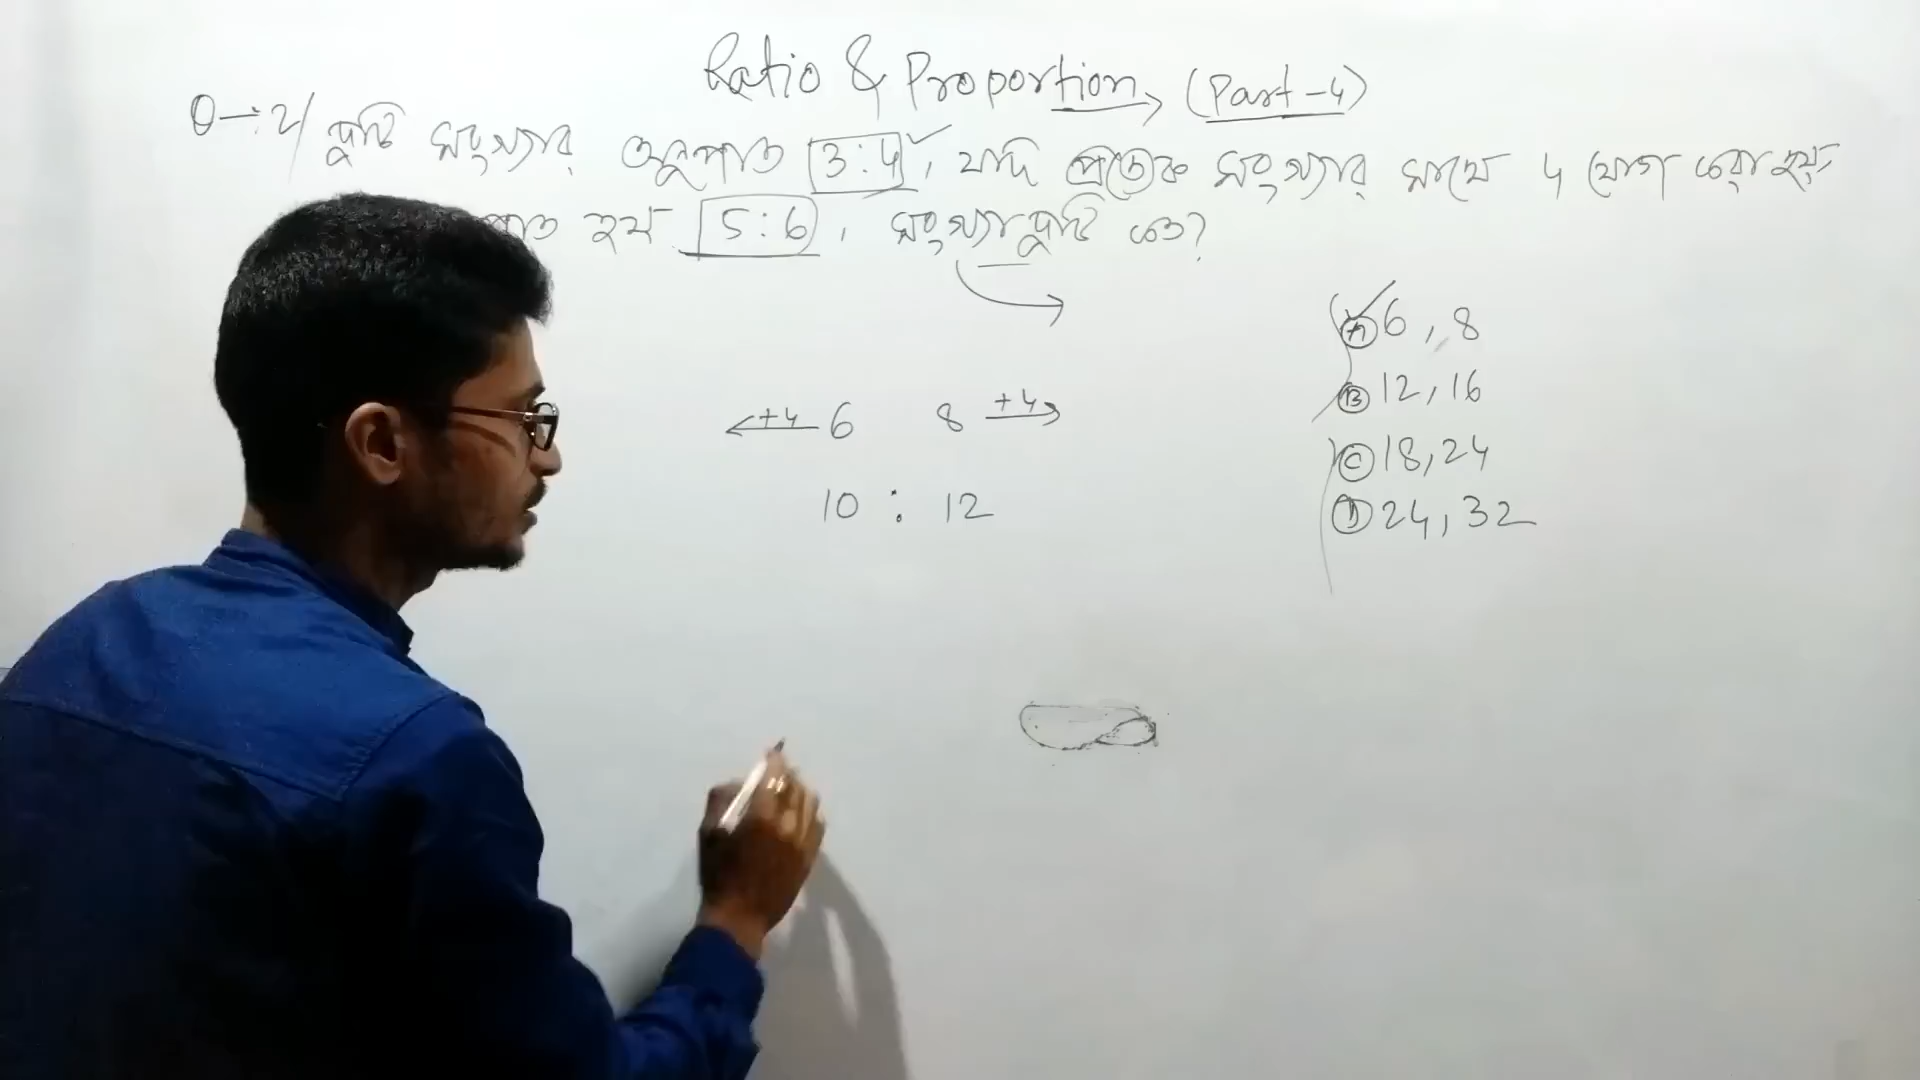 Ratio & Proportion, (Part-4)
Q→2/ দুটি সংখ্যার অনুপাত 3:4, যদি প্রত্যেক সংখ্যার সাথে 4 যোগ করা হয়,
হয় 5:6, সংখ্যা দুটি কত?
A 6, 8
B 12, 16
+4 6 8 +4
C 18, 24
10 : 12
D 24, 32